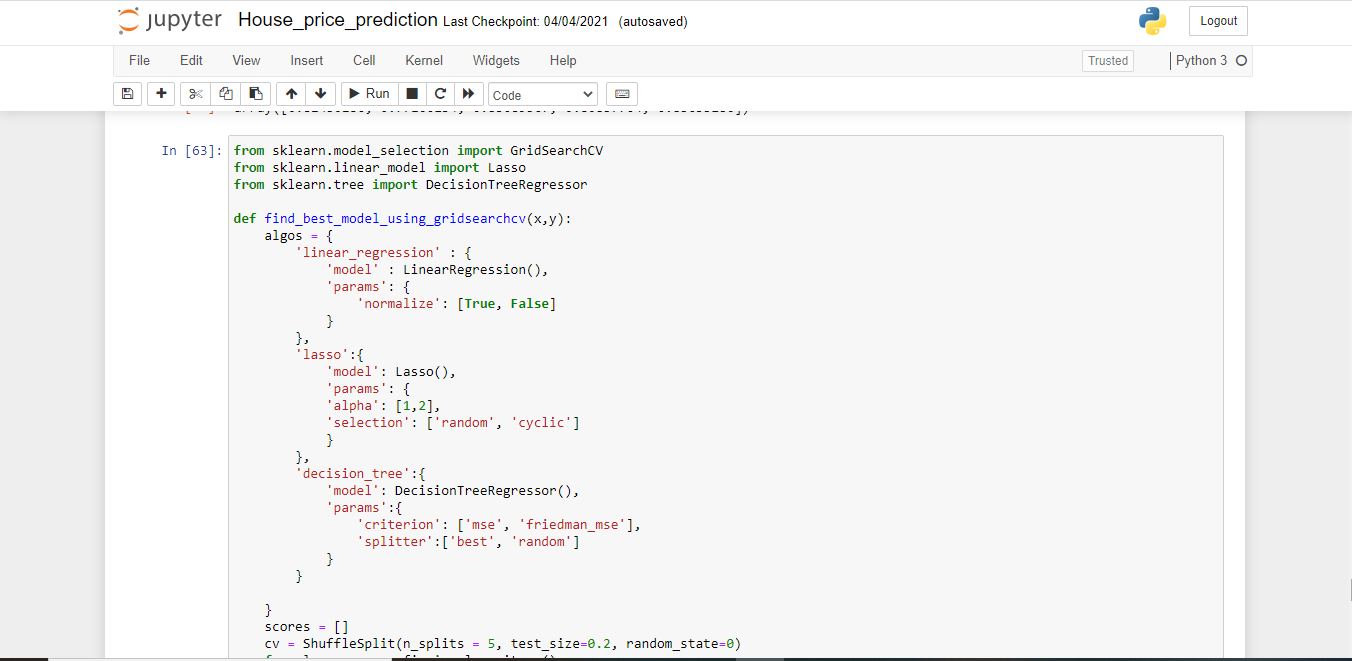 jupyter House_price_prediction Last Checkpoint: 04/04/2021 (autosaved)
Logout
File Edit View Insert Cell Kernel Widgets Help
Trusted
Python 3
Run
Code
In [63]:
from sklearn.model_selection import GridSearchCV
from sklearn.linear_model import Lasso
from sklearn.tree import DecisionTreeRegressor
def find_best_model_using_gridsearchcv(x,y):
    algos = {
        'linear_regression' : {
            'model' : LinearRegression(),
            'params': {
                'normalize': [True, False]
            }
        },
        'lasso':{
            'model': Lasso(),
            'params': {
            'alpha': [1,2],
            'selection': ['random', 'cyclic']
            }
        },
        'decision_tree':{
            'model': DecisionTreeRegressor(),
            'params':{
                'criterion': ['mse', 'friedman_mse'],
                'splitter':['best', 'random']
            }
        }
    }
    scores = []
    cv = ShuffleSplit(n_splits = 5, test_size=0.2, random_state=0)